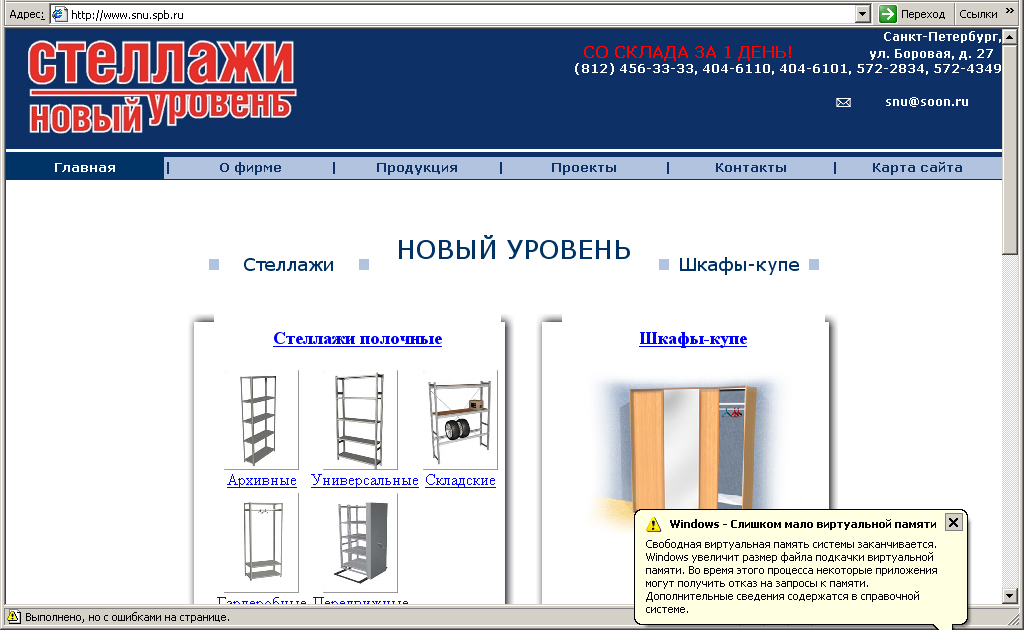 Адрес: http://www.snu.spb.ru Переход Ссылки »
стеллажи
новый уровень
Санкт-Петербург,
СО СКЛАДА ЗА 1 ДЕНЬ! ул. Боровая, д. 27
(812) 456-33-33, 404-6110, 404-6101, 572-2834, 572-4349
snu@soon.ru
Главная | О фирме | Продукция | Проекты | Контакты | Карта сайта
НОВЫЙ УРОВЕНЬ
Стеллажи Шкафы-купе
Стеллажи полочные
Шкафы-купе
Архивные Универсальные Складские
Гардеробные Передвижные
Windows - Слишком мало виртуальной памяти
Свободная виртуальная память системы заканчивается.
Windows увеличит размер файла подкачки виртуальной
памяти. Во время этого процесса некоторые приложения
могут получить отказ на запросы к памяти.
Дополнительные сведения содержатся в справочной
системе.
Выполнено, но с ошибками на странице.